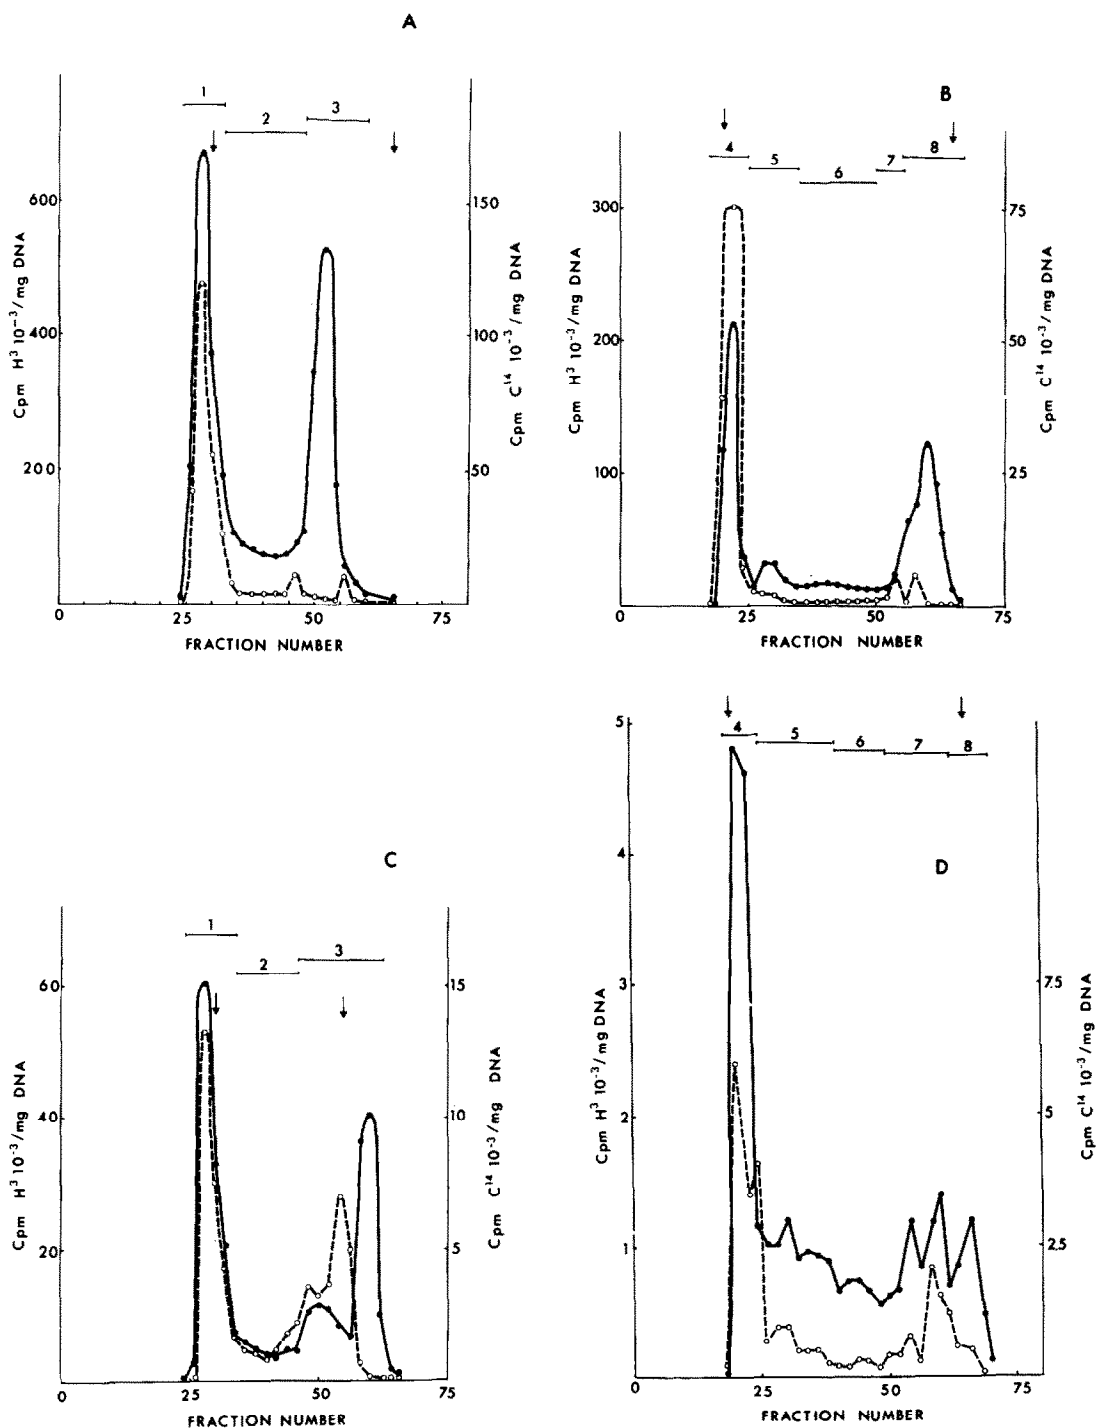 A
1
2
3
600
400
200
150
100
50
Cpm H³ 10⁻³/mg DNA
Cpm C¹⁴ 10⁻³/mg DNA
0 25 50 75
FRACTION NUMBER
B
4
5
6
7
8
300
200
100
75
50
25
Cpm H³ 10⁻³/mg DNA
Cpm C¹⁴ 10⁻³/mg DNA
0 25 50 75
FRACTION NUMBER
C
1
2
3
60
40
20
15
10
5
Cpm H³ 10⁻³/mg DNA
Cpm C¹⁴ 10⁻³/mg DNA
0 25 50 75
FRACTION NUMBER
D
4
5
6
7
8
5
4
3
2
1
7.5
5
2,5
Cpm H³ 10⁻³/mg DNA
Cpm C¹⁴ 10⁻³/mg DNA
0 25 50 75
FRACTION NUMBER